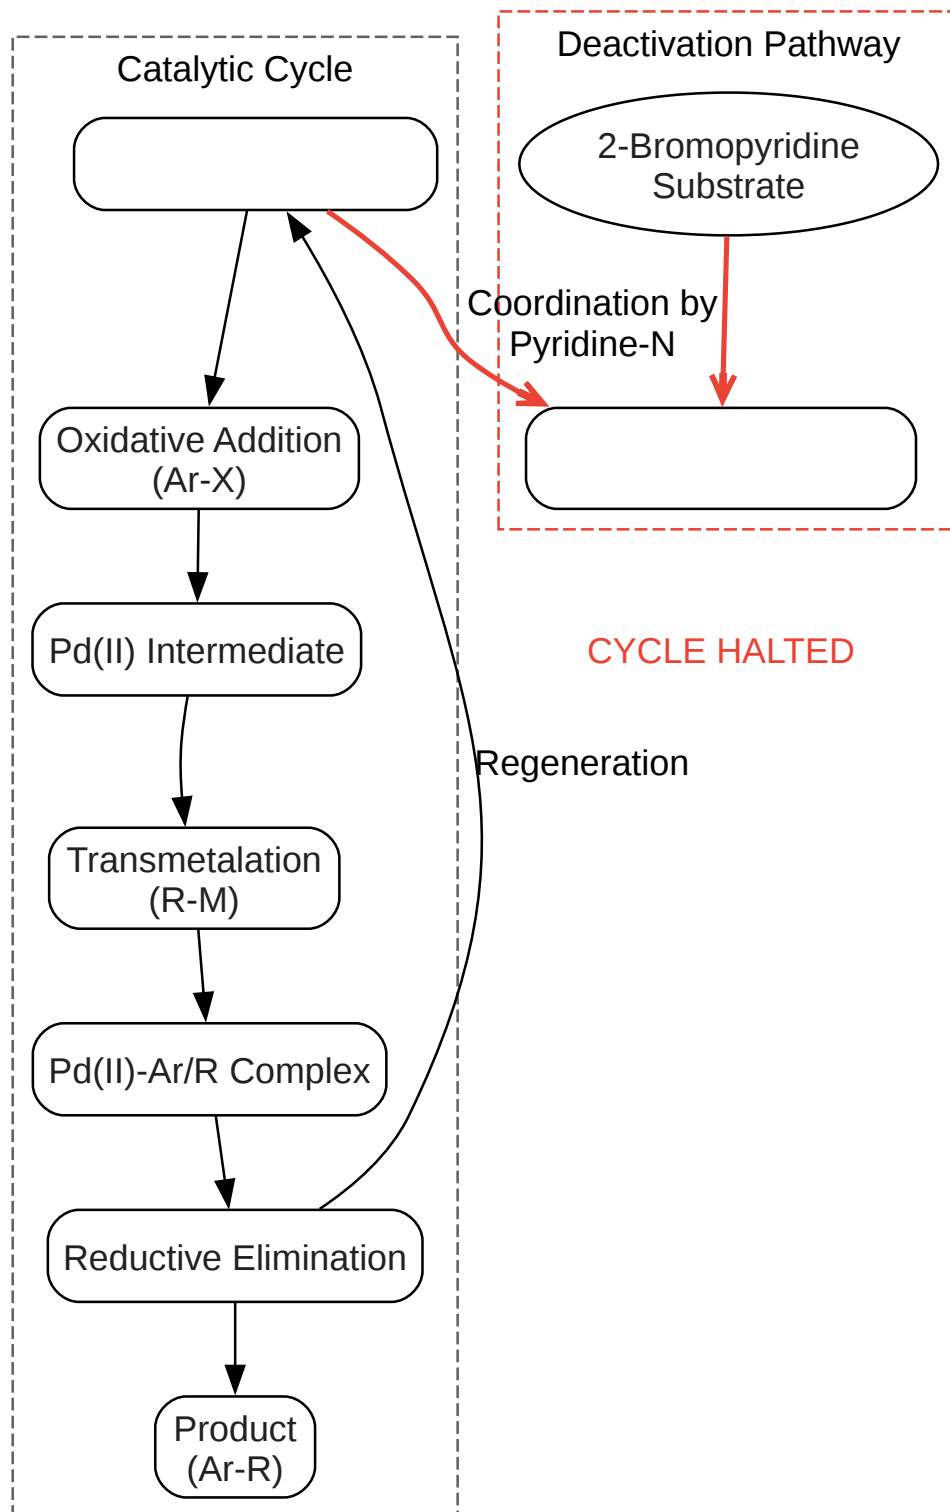 Catalytic Cycle
Deactivation Pathway
2-Bromopyridine
Substrate
Coordination by
Pyridine-N
Oxidative Addition
(Ar-X)
Pd(II) Intermediate
CYCLE HALTED
Regeneration
Transmetalation
(R-M)
Pd(II)-Ar/R Complex
Reductive Elimination
Product
(Ar-R)